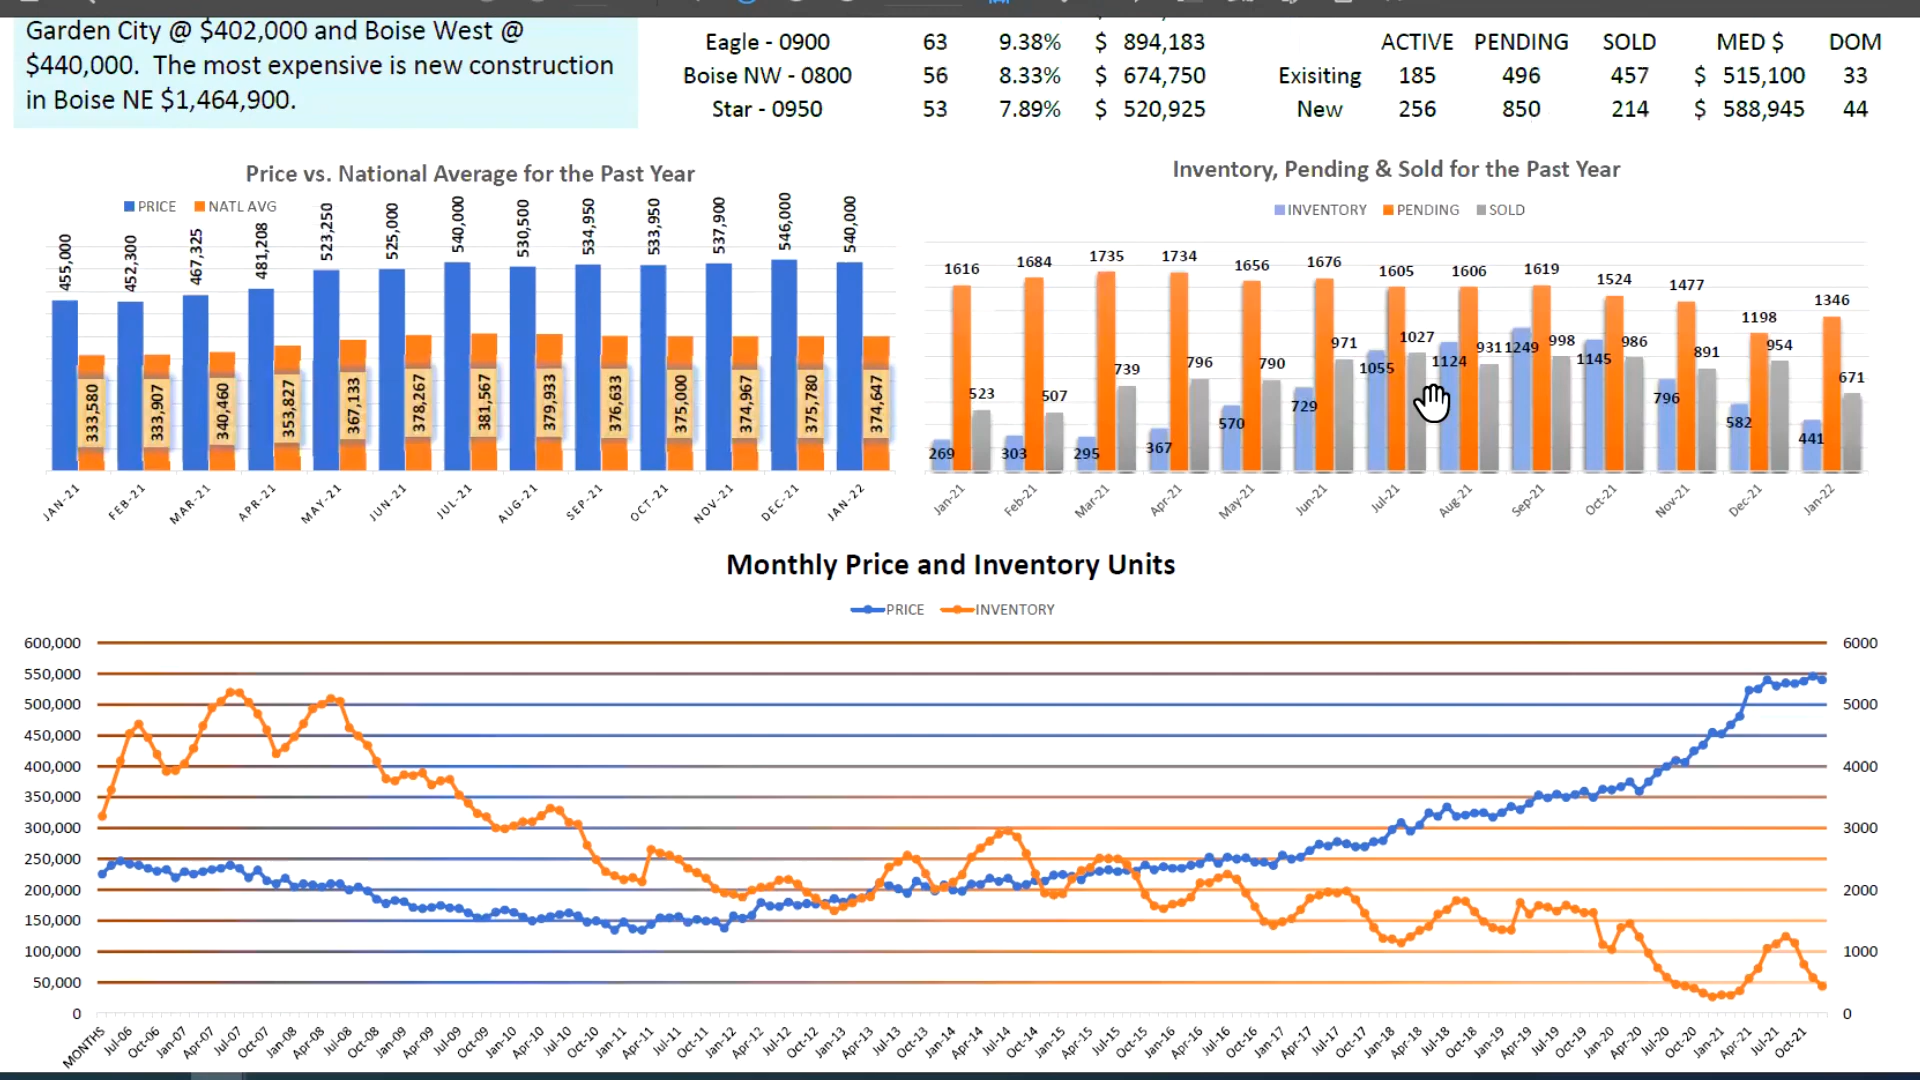 Garden City @ $402,000 and Boise West @
$440,000.  The most expensive is new construction
in Boise NE $1,464,900.
Eagle - 0900 63 9.38% $ 894,183
Boise NW - 0800 56 8.33% $ 674,750
Star - 0950 53 7.89% $ 520,925
ACTIVE PENDING SOLD MED $ DOM
Exisiting 185 496 457 $ 515,100 33
New 256 850 214 $ 588,945 44
Price vs. National Average for the Past Year
PRICE NATL AVG
455,000 452,300 467,325 481,208 523,250 525,000 540,000 530,500 534,950 533,950 537,900 546,000 540,000
333,580 333,907 340,460 353,827 367,133 378,267 381,567 379,933 376,633 375,000 374,967 375,780 374,647
JAN-21 FEB-21 MAR-21 APR-21 MAY-21 JUN-21 JUL-21 AUG-21 SEP-21 OCT-21 NOV-21 DEC-21 JAN-22
Inventory, Pending & Sold for the Past Year
INVENTORY PENDING SOLD
1616 1684 1735 1734 1656 1676 1605 1606 1619 1524 1477 1198 1346
523 507 739 796 790 971 1027 931 998 986 891 954 671
269 303 295 367 570 729 1055 1124 1249 1145 796 582 441
Jan-21 Feb-21 Mar-21 Apr-21 May-21 Jun-21 Jul-21 Aug-21 Sep-21 Oct-21 Nov-21 Dec-21 Jan-22
Monthly Price and Inventory Units
PRICE INVENTORY
600,000 6000
550,000
500,000 5000
450,000
400,000 4000
350,000
300,000 3000
250,000
200,000 2000
150,000
100,000 1000
50,000
0 0
MONTHS Jul-06 Oct-06 Jan-07 Apr-07 Jul-07 Oct-07 Jan-08 Apr-08 Jul-08 Oct-08 Jan-09 Apr-09 Jul-09 Oct-09 Jan-10 Apr-10 Jul-10 Oct-10 Jan-11 Apr-11 Jul-11 Oct-11 Jan-12 Apr-12 Jul-12 Oct-12 Jan-13 Apr-13 Jul-13 Oct-13 Jan-14 Apr-14 Jul-14 Oct-14 Jan-15 Apr-15 Jul-15 Oct-15 Jan-16 Apr-16 Jul-16 Oct-16 Jan-17 Apr-17 Jul-17 Oct-17 Jan-18 Apr-18 Jul-18 Oct-18 Jan-19 Apr-19 Jul-19 Oct-19 Jan-20 Apr-20 Jul-20 Oct-20 Jan-21 Apr-21 Jul-21 Oct-21